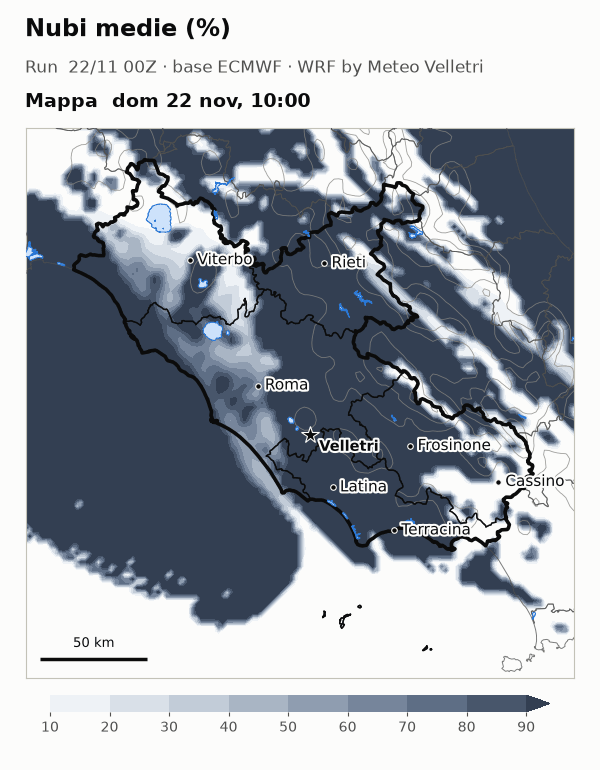 Nubi medie (%)
Run  22/11 00Z · base ECMWF · WRF by Meteo Velletri
Mappa  dom 22 nov, 10:00
Viterbo
Rieti
Roma
Velletri
Frosinone
Latina
Cassino
Terracina
50 km
10 20 30 40 50 60 70 80 90